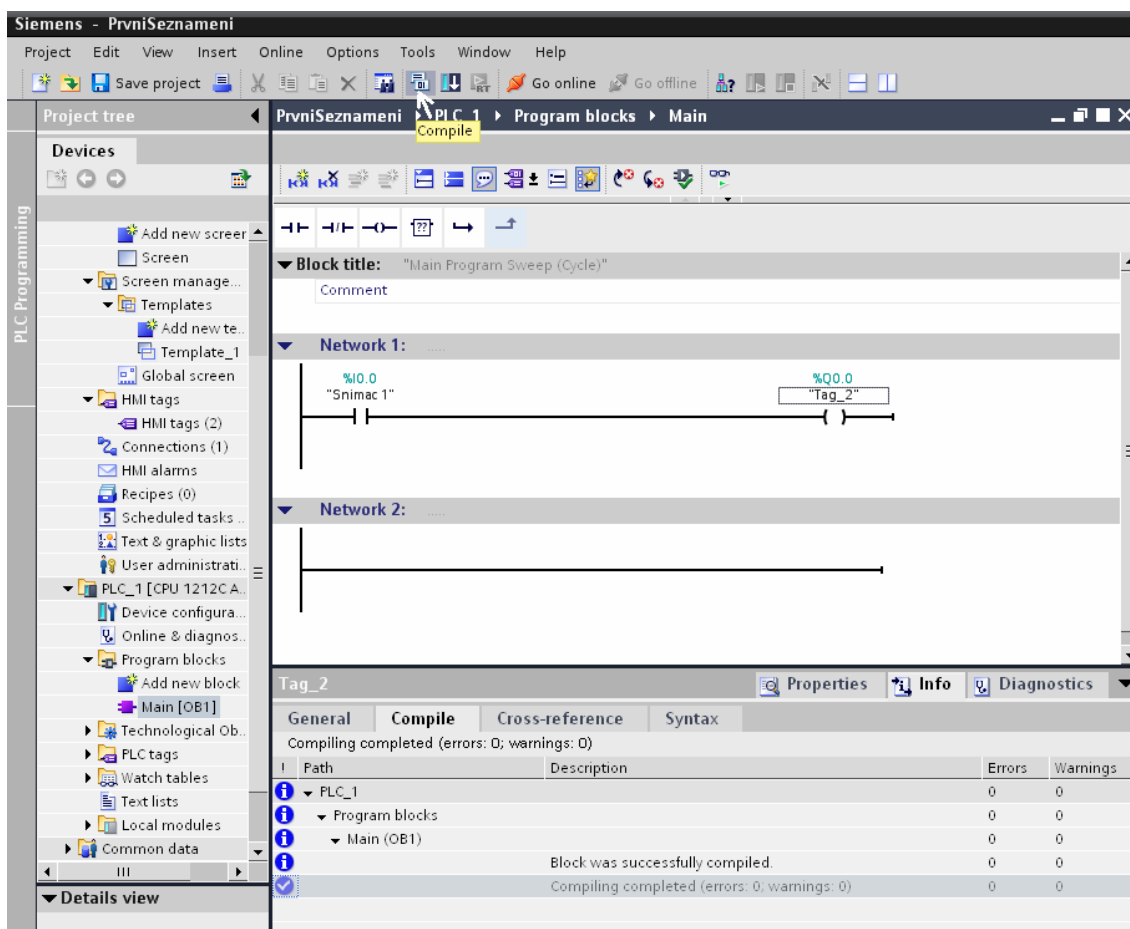 Siemens - PrvniSeznameni
Project Edit View Insert Online Options Tools Window Help
Save project Go online Go offline
Project tree
PrvniSeznameni PLC_1 Program blocks Main
Compile
Devices
PLC Programming
Add new screer
Screen
Screen manage...
Templates
Add new te..
Template_1
Global screen
HMI tags
HMI tags (2)
Connections (1)
HMI alarms
Recipes (0)
Scheduled tasks ..
Text & graphic lists
User administrati..
PLC_1 [CPU 1212C A..
Device configura...
Online & diagnos..
Program blocks
Add new block
Main [OB1]
Technological Ob..
PLC tags
Watch tables
Text lists
Local modules
Common data
Details view
Block title: "Main Program Sweep (Cycle)"
Comment
Network 1: .....
%I0.0 %Q0.0
"Snimac 1" "Tag_2"
Network 2: .....
Tag_2 Properties Info Diagnostics
General Compile Cross-reference Syntax
Compiling completed (errors: 0; warnings: 0)
! Path Description Errors Warnings
PLC_1 0 0
Program blocks 0 0
Main (OB1) 0 0
Block was successfully compiled. 0 0
Compiling completed (errors: 0; warnings: 0) 0 0